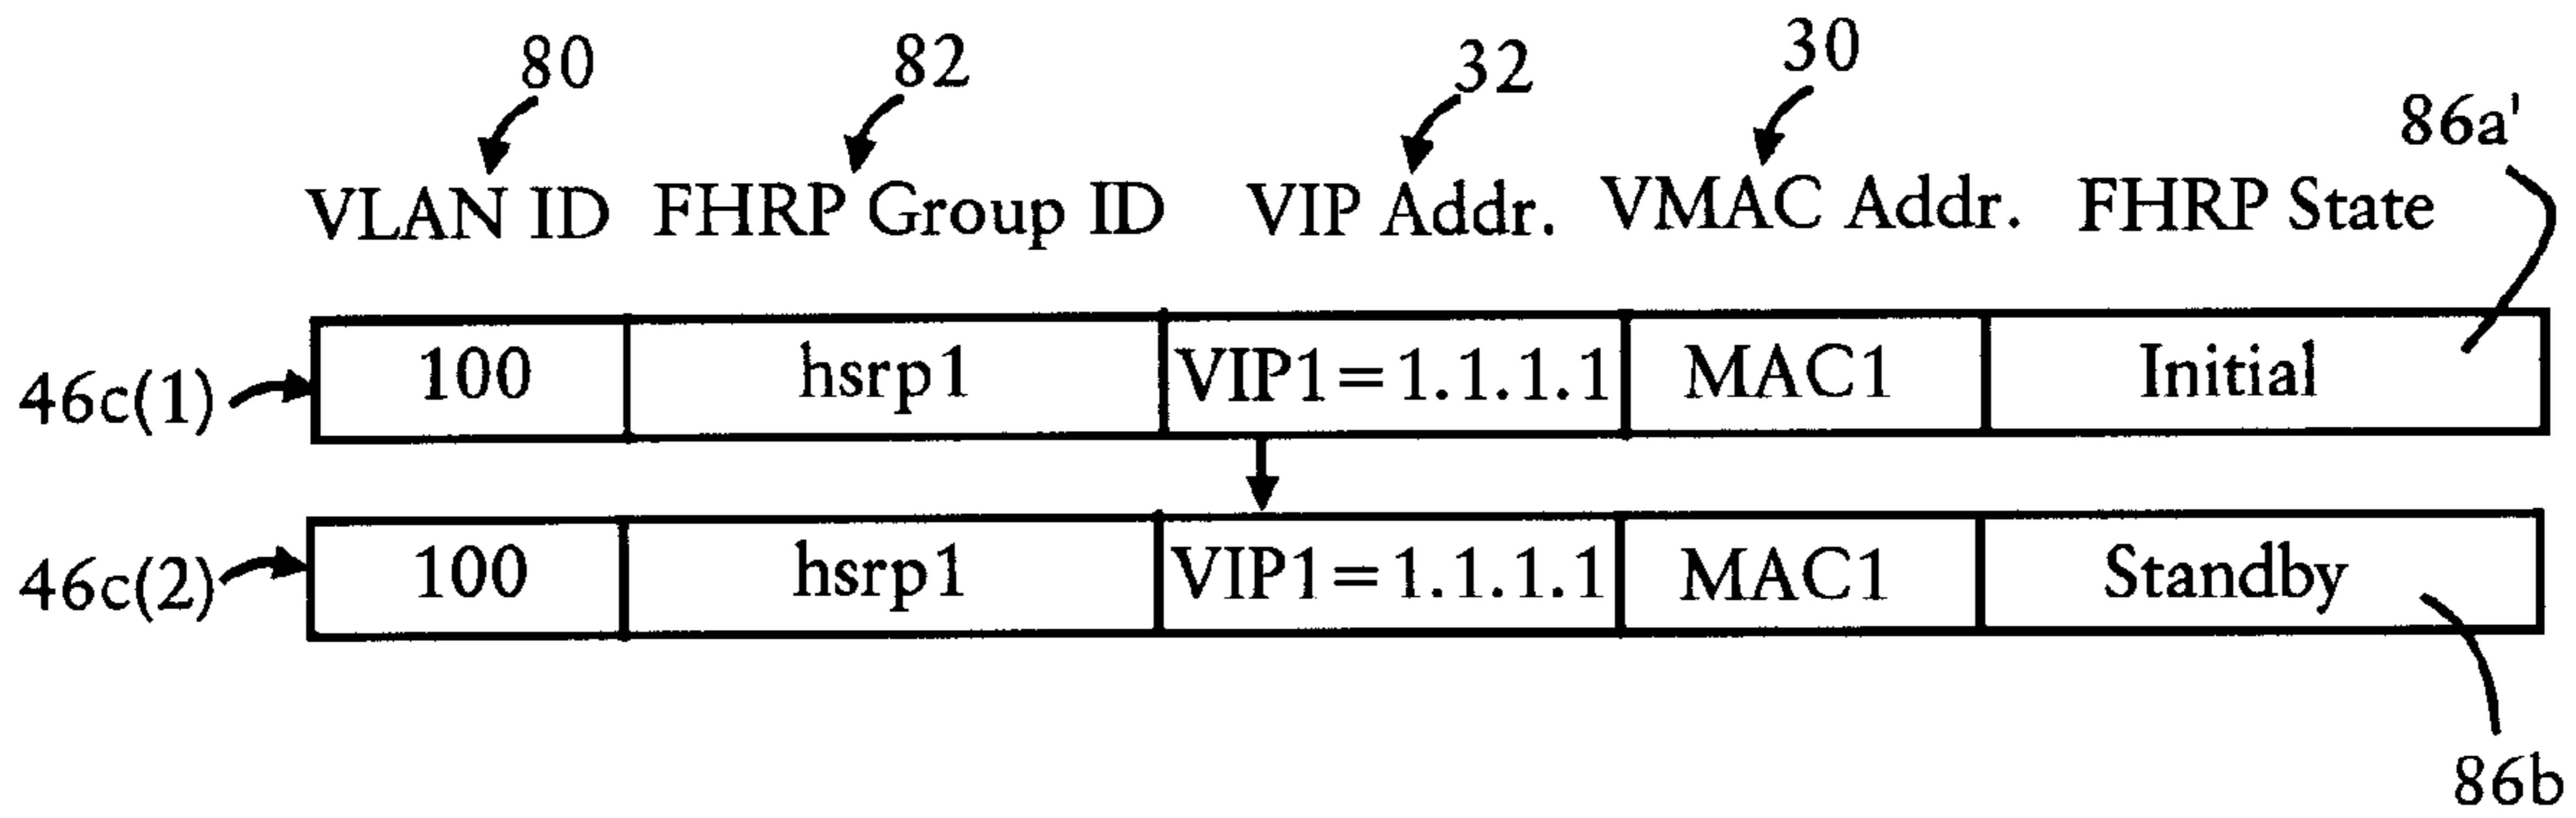 80 82 32 30 86a'
VLAN ID FHRP Group ID VIP Addr. VMAC Addr. FHRP State
46c(1) 100 hsrp1 VIP1=1.1.1.1 MAC1 Initial
46c(2) 100 hsrp1 VIP1=1.1.1.1 MAC1 Standby
86b